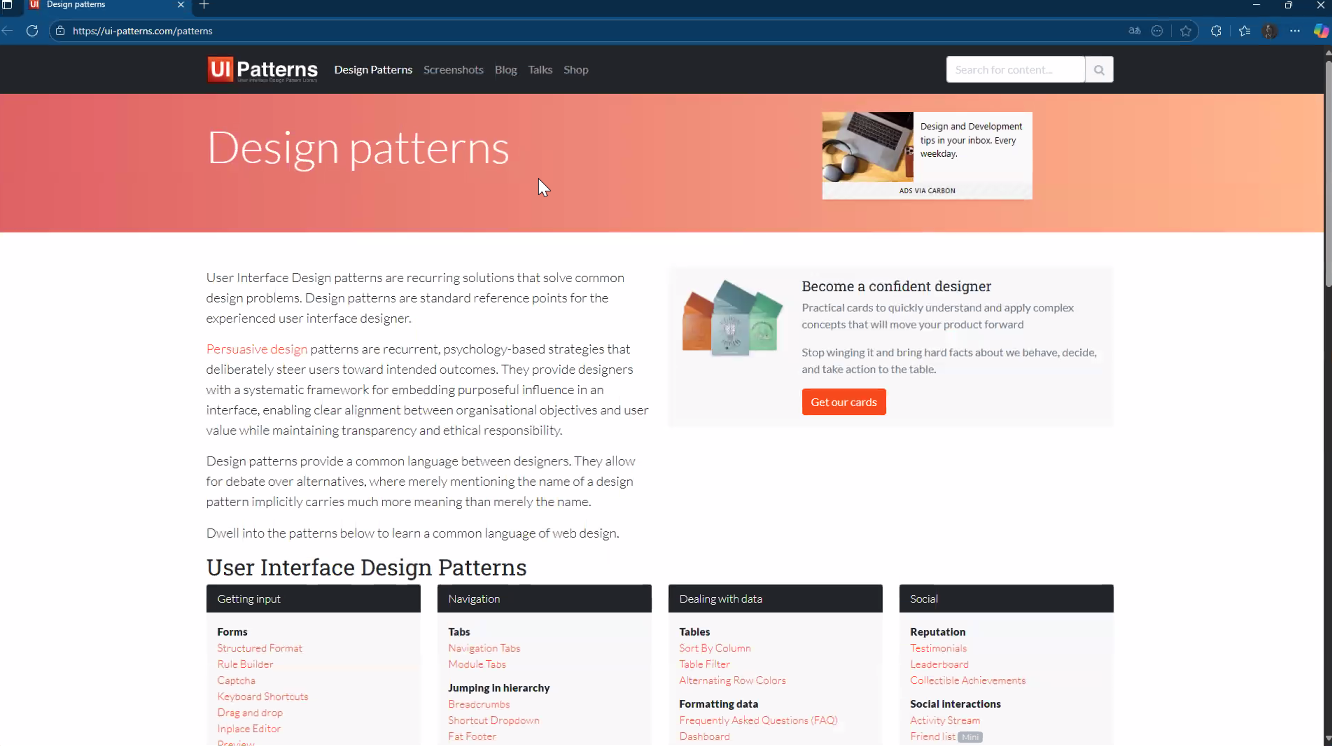 Design patterns
https://ui-patterns.com/patterns
UI Patterns
User Interface Design Pattern Library
Design Patterns
Screenshots
Blog
Talks
Shop
Search for content...
Design patterns
Design and Development
tips in your inbox. Every
weekday.
ADS VIA CARBON
User Interface Design patterns are recurring solutions that solve common
design problems. Design patterns are standard reference points for the
experienced user interface designer.
Persuasive design patterns are recurrent, psychology-based strategies that
deliberately steer users toward intended outcomes. They provide designers
with a systematic framework for embedding purposeful influence in an
interface, enabling clear alignment between organisational objectives and user
value while maintaining transparency and ethical responsibility.
Design patterns provide a common language between designers. They allow
for debate over alternatives, where merely mentioning the name of a design
pattern implicitly carries much more meaning than merely the name.
Dwell into the patterns below to learn a common language of web design.
Become a confident designer
Practical cards to quickly understand and apply complex
concepts that will move your product forward
Stop winging it and bring hard facts about we behave, decide,
and take action to the table.
Get our cards
User Interface Design Patterns
Getting input
Forms
Structured Format
Rule Builder
Captcha
Keyboard Shortcuts
Drag and drop
Inplace Editor
Preview
Navigation
Tabs
Navigation Tabs
Module Tabs
Jumping in hierarchy
Breadcrumbs
Shortcut Dropdown
Fat Footer
Dealing with data
Tables
Sort By Column
Table Filter
Alternating Row Colors
Formatting data
Frequently Asked Questions (FAQ)
Dashboard
Social
Reputation
Testimonials
Leaderboard
Collectible Achievements
Social interactions
Activity Stream
Friend list Mini